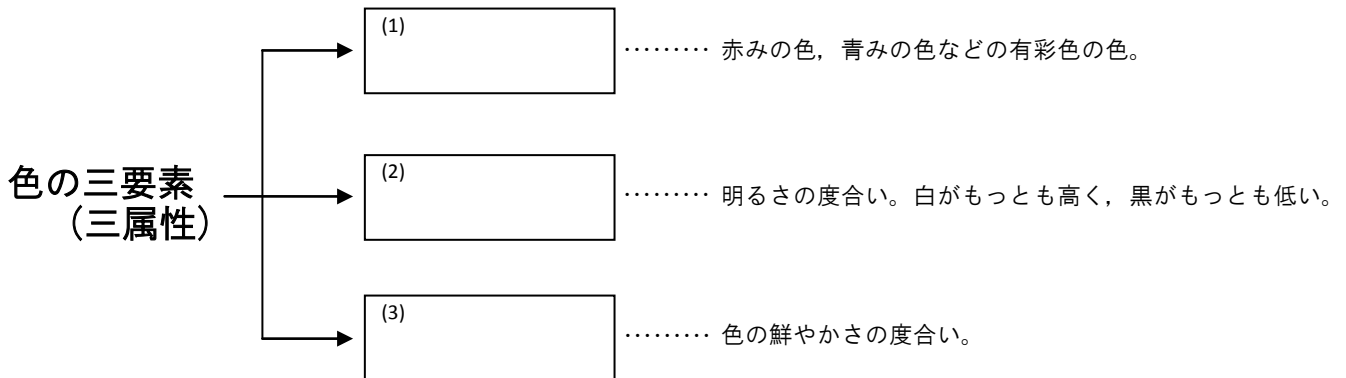 (1)
……… 赤みの色，青みの色などの有彩色の色。
色の三要素
（三属性）
(2)
……… 明るさの度合い。白がもっとも高く，黒がもっとも低い。
(3)
……… 色の鮮やかさの度合い。